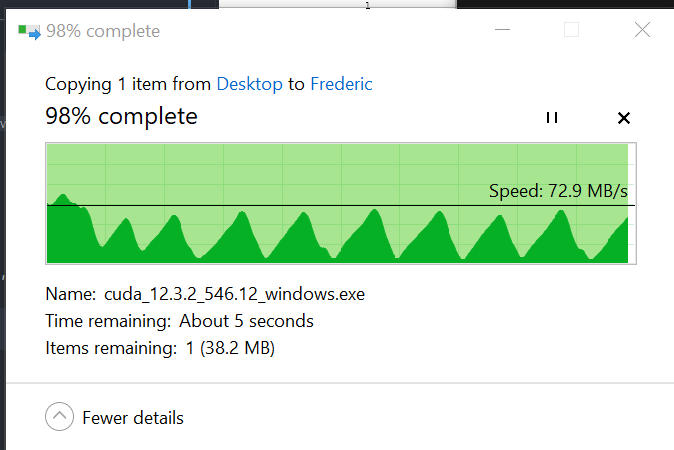 1
98% complete
Copying 1 item from Desktop to Frederic
98% complete
Speed: 72.9 MB/s
Name: cuda_12.3.2_546.12_windows.exe
Time remaining: About 5 seconds
Items remaining: 1 (38.2 MB)
Fewer details